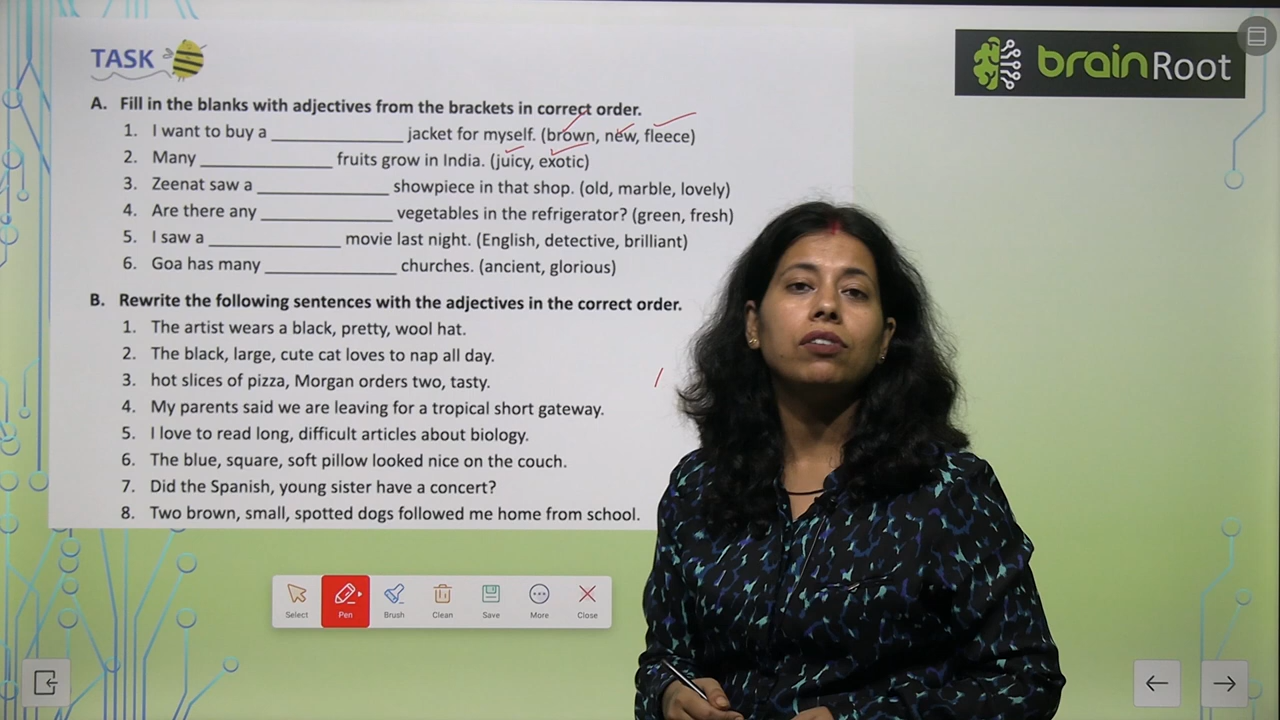 TASK
brainRoot
A. Fill in the blanks with adjectives from the brackets in correct order.
1. I want to buy a ______________ jacket for myself. (brown, new, fleece)
2. Many ______________ fruits grow in India. (juicy, exotic)
3. Zeenat saw a ______________ showpiece in that shop. (old, marble, lovely)
4. Are there any ______________ vegetables in the refrigerator? (green, fresh)
5. I saw a ______________ movie last night. (English, detective, brilliant)
6. Goa has many ______________ churches. (ancient, glorious)
B. Rewrite the following sentences with the adjectives in the correct order.
1. The artist wears a black, pretty, wool hat.
2. The black, large, cute cat loves to nap all day.
3. hot slices of pizza, Morgan orders two, tasty.
4. My parents said we are leaving for a tropical short gateway.
5. I love to read long, difficult articles about biology.
6. The blue, square, soft pillow looked nice on the couch.
7. Did the Spanish, young sister have a concert?
8. Two brown, small, spotted dogs followed me home from school.
Select Pen Brush Clean Save More Close